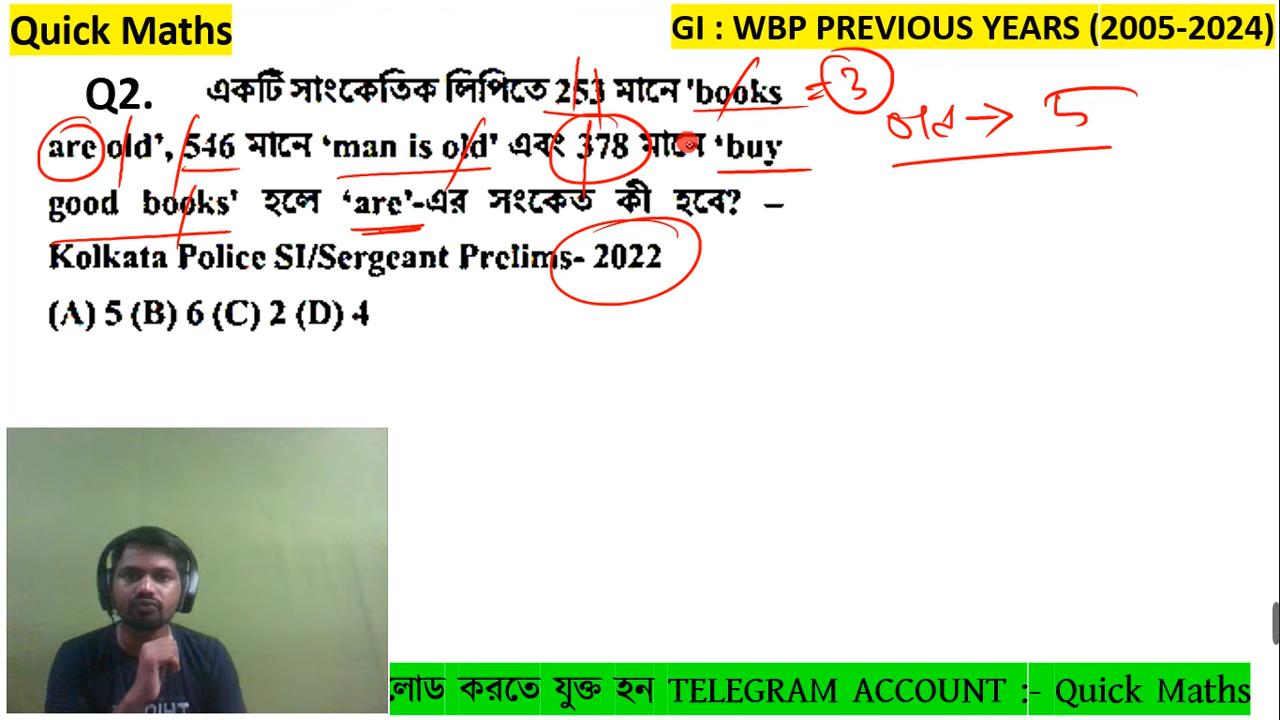 Quick Maths
GI : WBP PREVIOUS YEARS (2005-2024)
Q2. একটি সাংকেতিক লিপিতে 253 মানে 'books = 3
are old', 546 মানে 'man is old' এবং 378 মানে 'buy
→ 5
good books' হলে 'are'-এর সংকেত কী হবে? –
Kolkata Police SI/Sergeant Prelims- 2022
(A) 5 (B) 6 (C) 2 (D) 4
লোড করতে যুক্ত হন TELEGRAM ACCOUNT :- Quick Maths